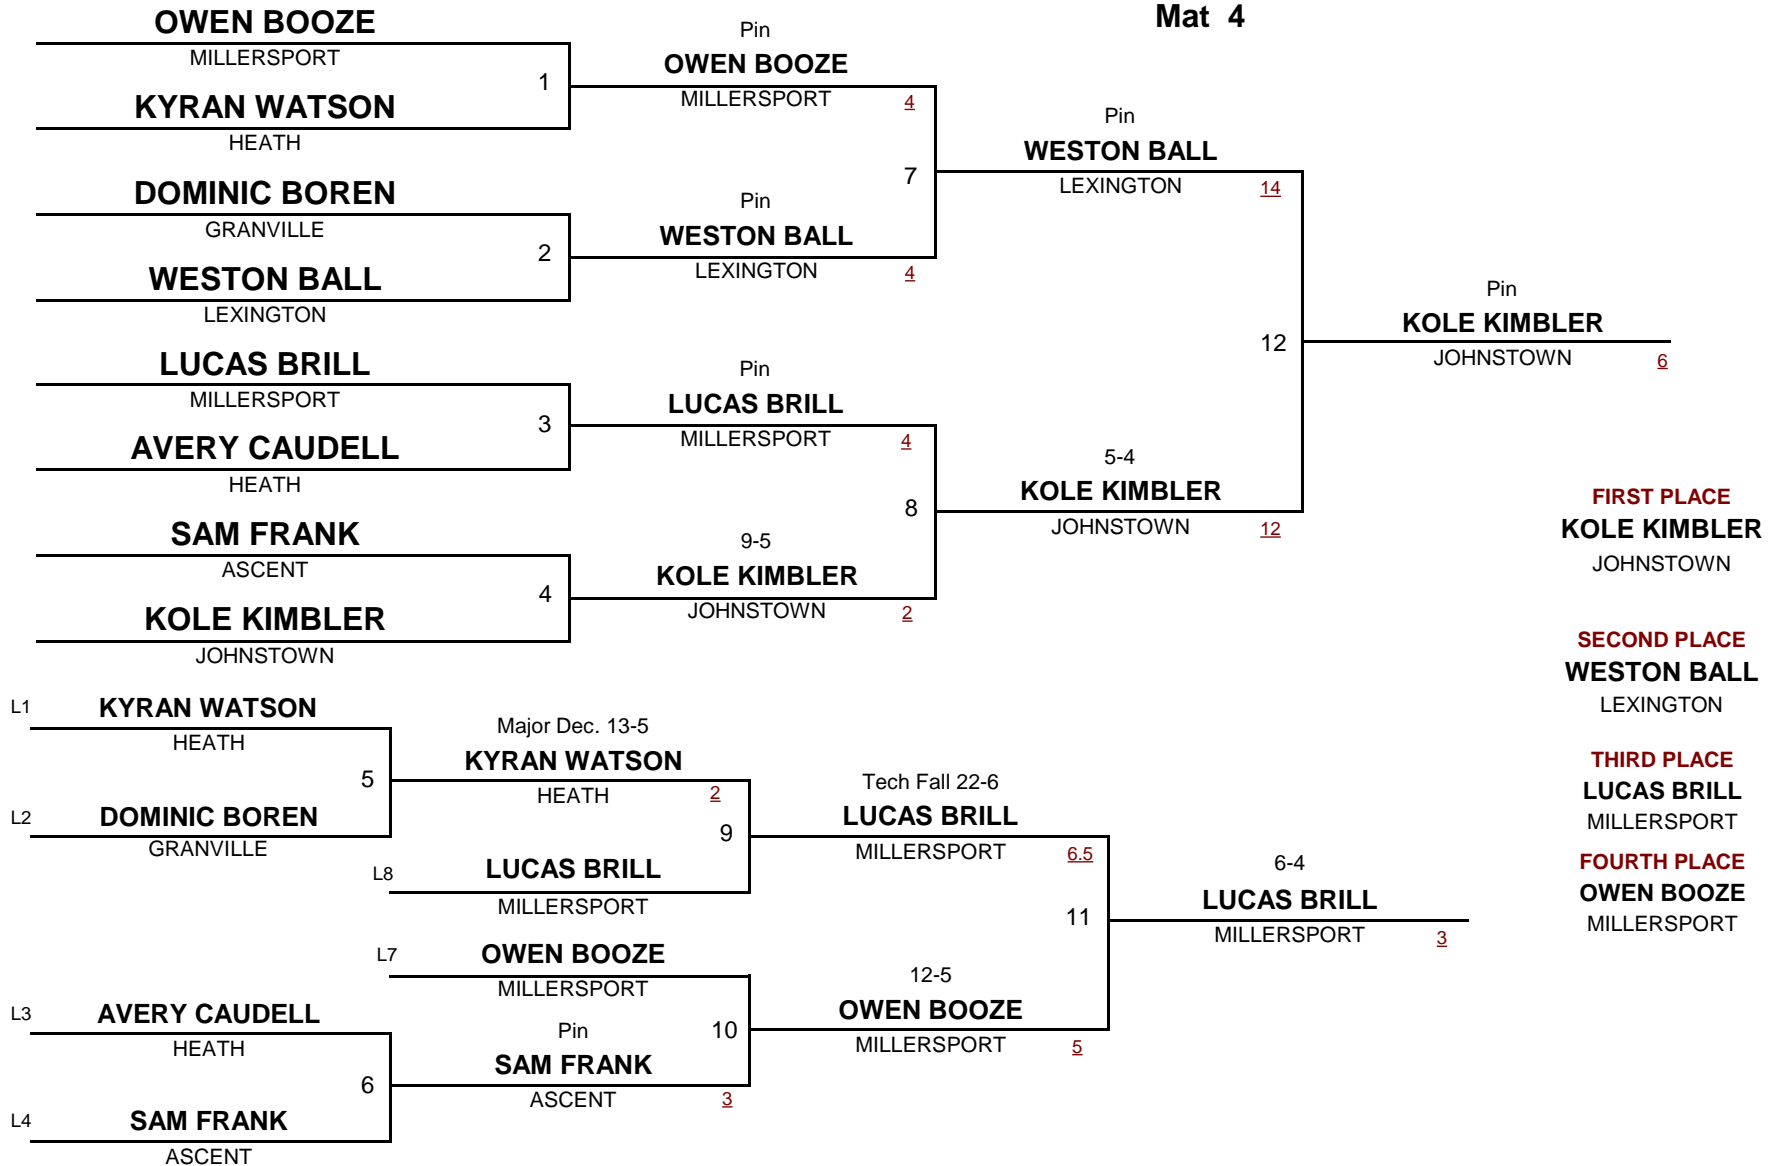 Mat 4
OWEN BOOZE
MILLERSPORT
1
KYRAN WATSON
HEATH
DOMINIC BOREN
GRANVILLE
2
WESTON BALL
LEXINGTON
LUCAS BRILL
MILLERSPORT
3
AVERY CAUDELL
HEATH
SAM FRANK
ASCENT
4
KOLE KIMBLER
JOHNSTOWN
Pin
OWEN BOOZE
MILLERSPORT 4
7
Pin
WESTON BALL
LEXINGTON 4
Pin
LUCAS BRILL
MILLERSPORT 4
8
9-5
KOLE KIMBLER
JOHNSTOWN 2
Pin
WESTON BALL
LEXINGTON 14
12
5-4
KOLE KIMBLER
JOHNSTOWN 12
Pin
KOLE KIMBLER
JOHNSTOWN 6
FIRST PLACE
KOLE KIMBLER
JOHNSTOWN
SECOND PLACE
WESTON BALL
LEXINGTON
THIRD PLACE
LUCAS BRILL
MILLERSPORT
FOURTH PLACE
OWEN BOOZE
MILLERSPORT
L1 KYRAN WATSON
HEATH
5
L2 DOMINIC BOREN
GRANVILLE
Major Dec. 13-5
KYRAN WATSON
HEATH 2
9
L8 LUCAS BRILL
MILLERSPORT
L7 OWEN BOOZE
MILLERSPORT
10
L3 AVERY CAUDELL
HEATH
6
L4 SAM FRANK
ASCENT
Pin
SAM FRANK
ASCENT 3
Tech Fall 22-6
LUCAS BRILL
MILLERSPORT 6.5
11
12-5
OWEN BOOZE
MILLERSPORT 5
6-4
LUCAS BRILL
MILLERSPORT 3